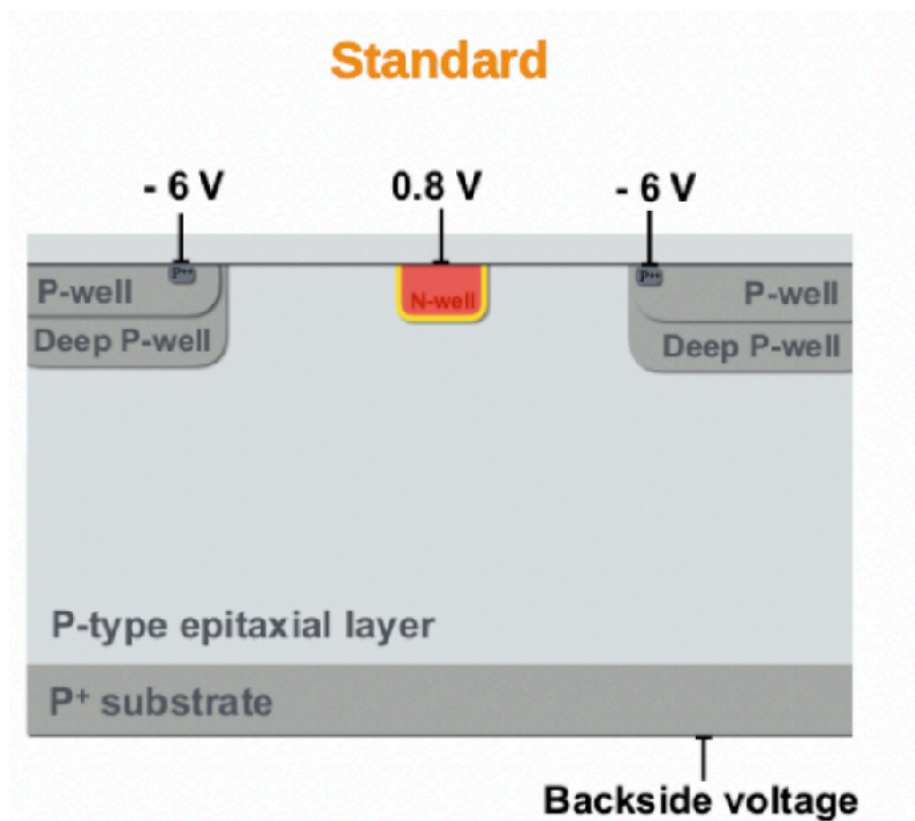 Standard
- 6 V 0.8 V - 6 V
P++ P++
P-well N-well P-well
Deep P-well Deep P-well
P-type epitaxial layer
P⁺ substrate
Backside voltage